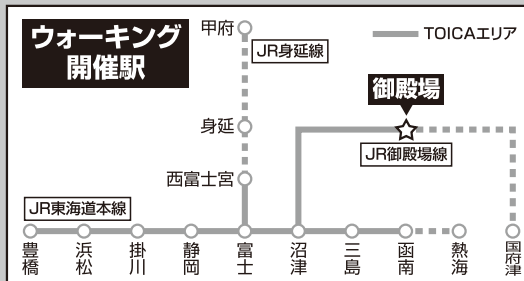 ウォーキング
開催駅
甲府
JR身延線
TOICAエリア
身延
御殿場
JR御殿場線
西富士宮
JR東海道本線
豊橋
浜松
掛川
静岡
富士
沼津
三島
函南
熱海
国府津